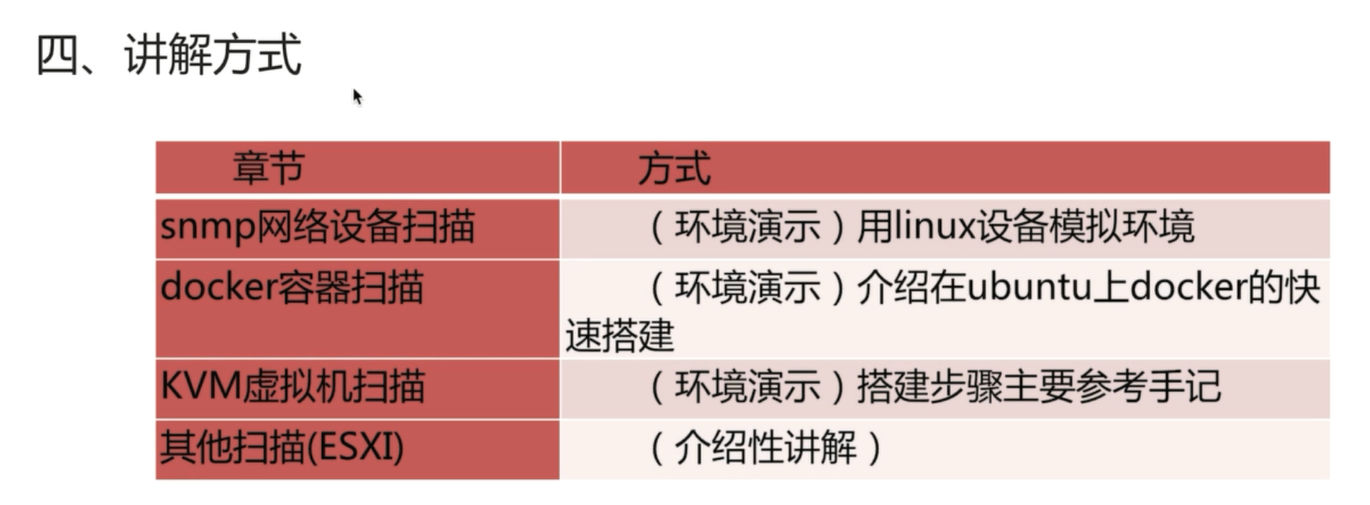 四、讲解方式
章节 方式
snmp网络设备扫描 （环境演示）用linux设备模拟环境
docker容器扫描 （环境演示）介绍在ubuntu上docker的快
速搭建
KVM虚拟机扫描 （环境演示）搭建步骤主要参考手记
其他扫描(ESXI) （介绍性讲解）